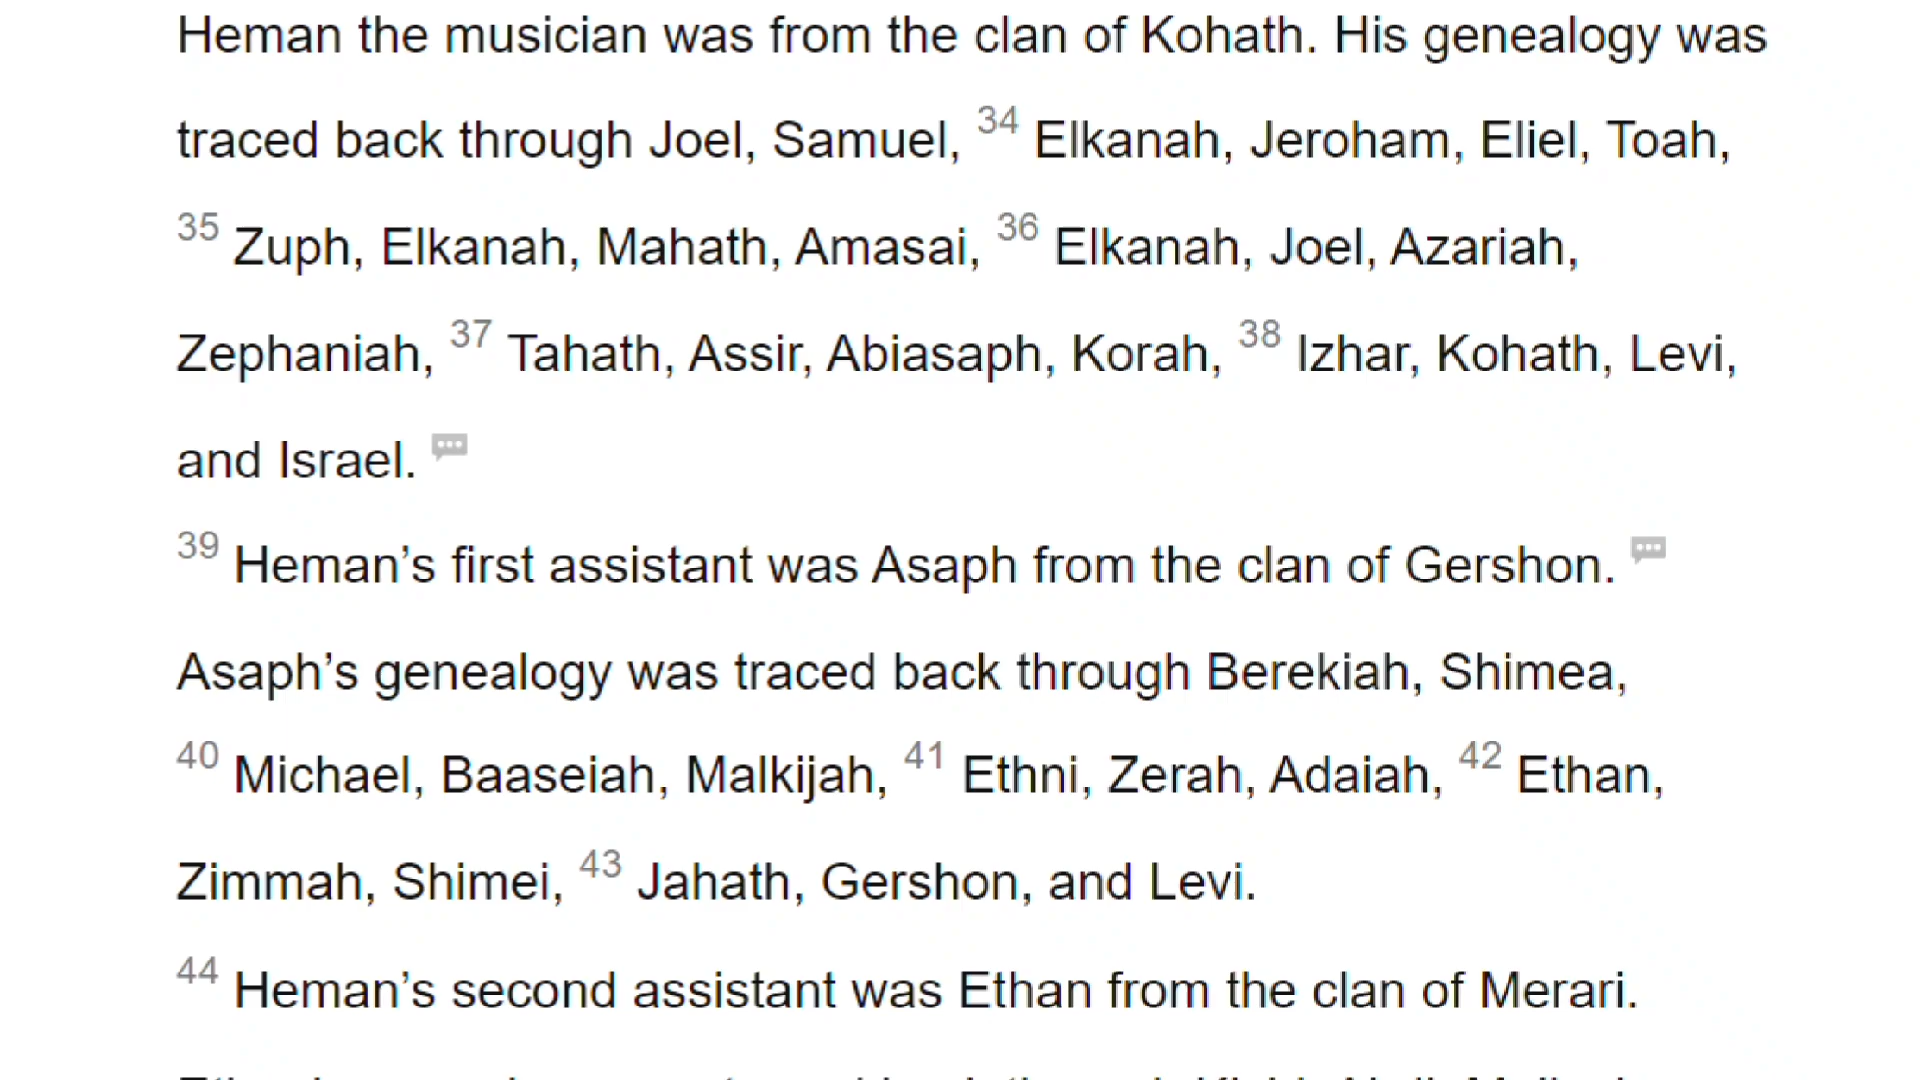 Heman the musician was from the clan of Kohath. His genealogy was
traced back through Joel, Samuel, 34 Elkanah, Jeroham, Eliel, Toah,
35 Zuph, Elkanah, Mahath, Amasai, 36 Elkanah, Joel, Azariah,
Zephaniah, 37 Tahath, Assir, Abiasaph, Korah, 38 Izhar, Kohath, Levi,
and Israel.
39 Heman’s first assistant was Asaph from the clan of Gershon.
Asaph’s genealogy was traced back through Berekiah, Shimea,
40 Michael, Baaseiah, Malkijah, 41 Ethni, Zerah, Adaiah, 42 Ethan,
Zimmah, Shimei, 43 Jahath, Gershon, and Levi.
44 Heman’s second assistant was Ethan from the clan of Merari.